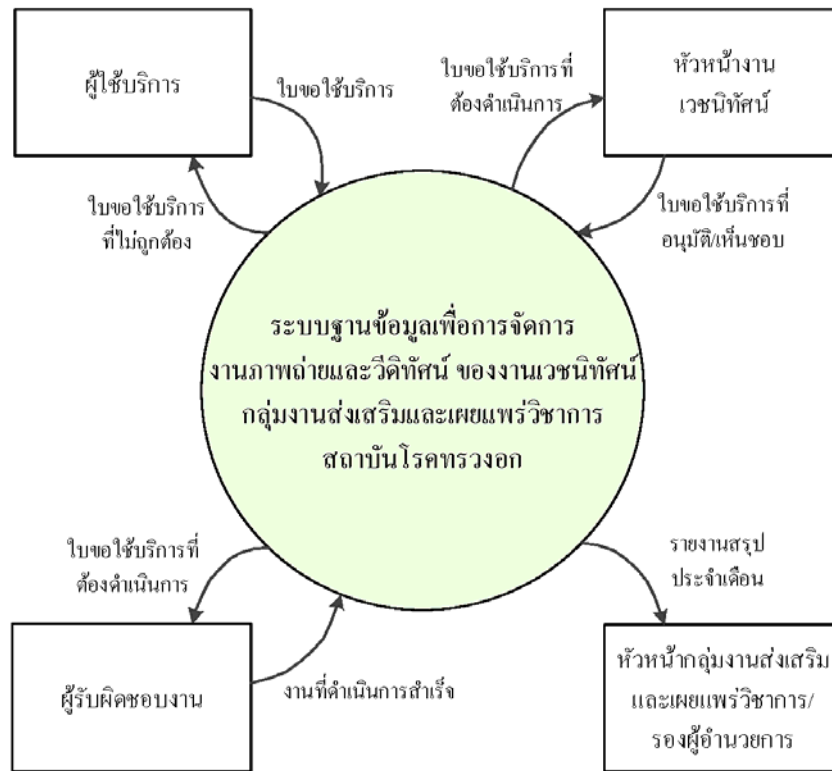 ผู้ใช้บริการ
ใบขอใช้บริการ
ใบขอใช้บริการที่
ต้องดำเนินการ
หัวหน้างาน
เวชนิทัศน์
ใบขอใช้บริการ
ที่ไม่ถูกต้อง
ใบขอใช้บริการที่
อนุมัติ/เห็นชอบ
ระบบฐานข้อมูลเพื่อการจัดการ
งานภาพถ่ายและวีดิทัศน์ ของงานเวชนิทัศน์
กลุ่มงานส่งเสริมและเผยแพร่วิชาการ
สถาบันโรคทรวงอก
ใบขอใช้บริการที่
ต้องดำเนินการ
รายงานสรุป
ประจำเดือน
ผู้รับผิดชอบงาน
งานที่ดำเนินการสำเร็จ
หัวหน้ากลุ่มงานส่งเสริม
และเผยแพร่วิชาการ/
รองผู้อำนวยการ